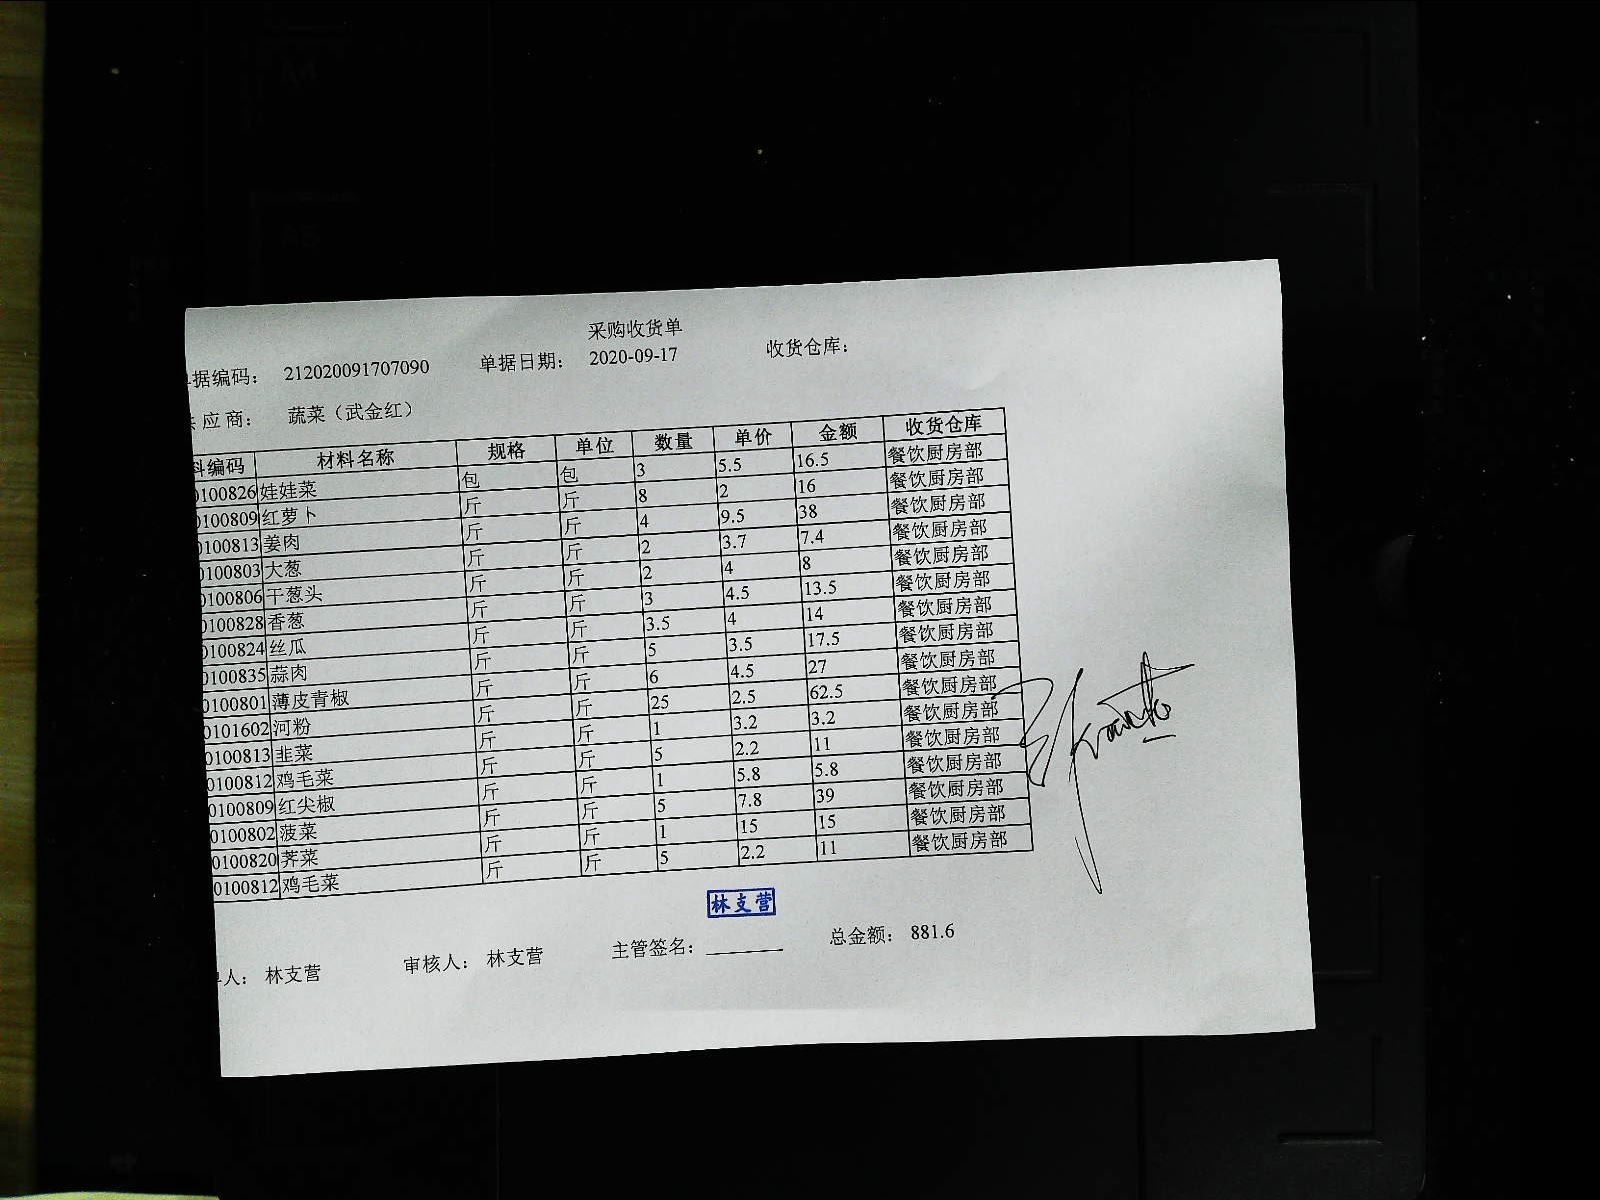 采购收货单
单据编码： 212020091707090 单据日期： 2020-09-17 收货仓库：
应商： 蔬菜（武金红）
料编码 材料名称 规格 单位 数量 单价 金额 收货仓库
0100826 娃娃菜 包 包 3 5.5 16.5 餐饮厨房部
0100809 红萝卜 斤 斤 8 2 16 餐饮厨房部
0100813 姜肉 斤 斤 4 9.5 38 餐饮厨房部
0100803 大葱 斤 斤 2 3.7 7.4 餐饮厨房部
0100806 干葱头 斤 斤 2 4 8 餐饮厨房部
0100828 香葱 斤 斤 3 4.5 13.5 餐饮厨房部
0100824 丝瓜 斤 斤 3.5 4 14 餐饮厨房部
0100835 蒜肉 斤 斤 5 3.5 17.5 餐饮厨房部
0100801 薄皮青椒 斤 斤 6 4.5 27 餐饮厨房部
0101602 河粉 斤 斤 25 2.5 62.5 餐饮厨房部
0100813 韭菜 斤 斤 1 3.2 3.2 餐饮厨房部
0100812 鸡毛菜 斤 斤 5 2.2 11 餐饮厨房部
0100809 红尖椒 斤 斤 1 5.8 5.8 餐饮厨房部
0100802 菠菜 斤 斤 5 7.8 39 餐饮厨房部
0100820 荠菜 斤 斤 1 15 15 餐饮厨房部
0100812 鸡毛菜 斤 斤 5 2.2 11 餐饮厨房部
林支营
人： 林支营 审核人： 林支营 主管签名： 总金额： 881.6